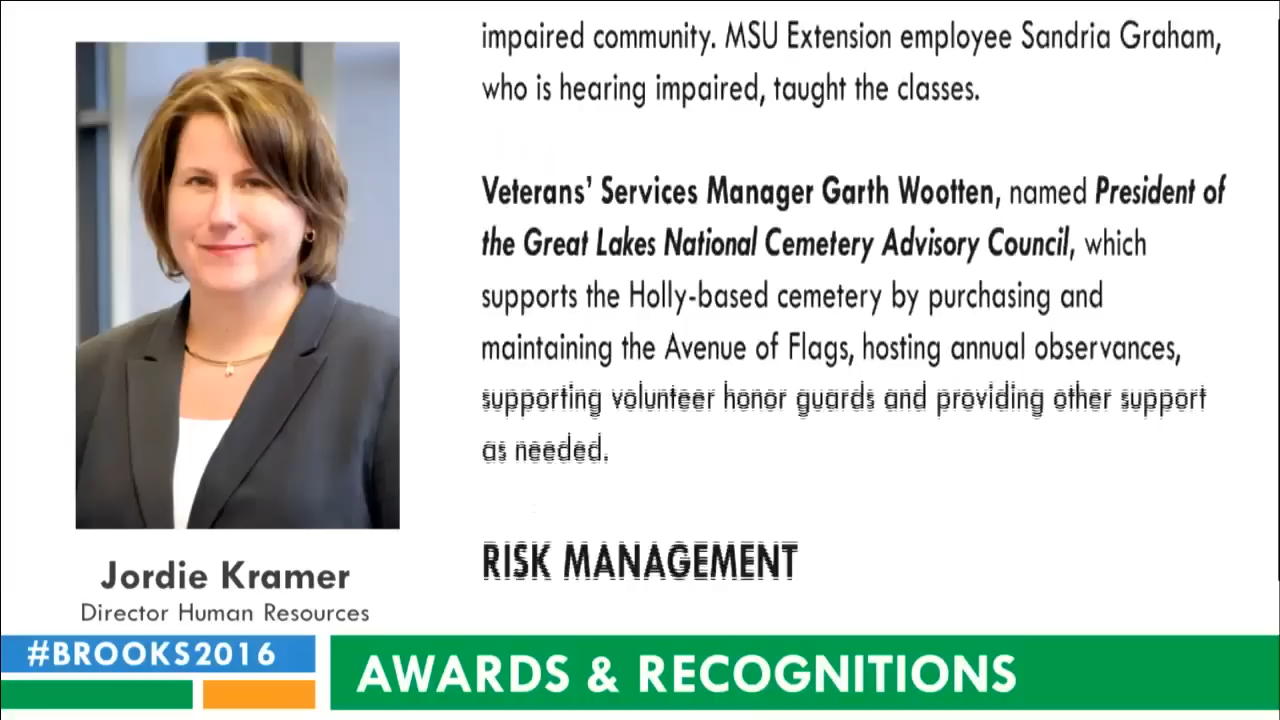 impaired community. MSU Extension employee Sandria Graham,
who is hearing impaired, taught the classes.
Veterans’ Services Manager Garth Wootten, named President of
the Great Lakes National Cemetery Advisory Council, which
supports the Holly-based cemetery by purchasing and
maintaining the Avenue of Flags, hosting annual observances,
supporting volunteer honor guards and providing other support
as needed.
RISK MANAGEMENT
Jordie Kramer
Director Human Resources
#BROOKS2016
AWARDS & RECOGNITIONS